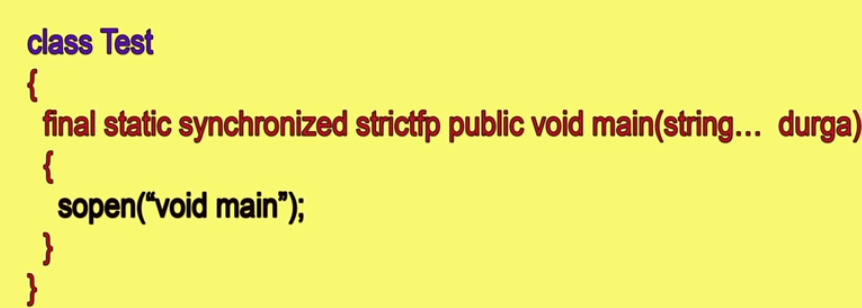 class Test
{
final static synchronized strictfp public void main(string... durga)
{
sopen(“void main”);
}
}